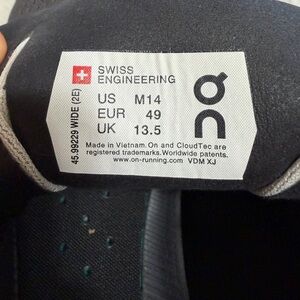 SWISS
ENGINEERING
US M14
EUR 49
UK 13.5
Made in Vietnam. On and CloudTec are
registered trademarks. Worldwide patents.
www.on-running.com VDM XJ
45.99229 WIDE (2E)
On